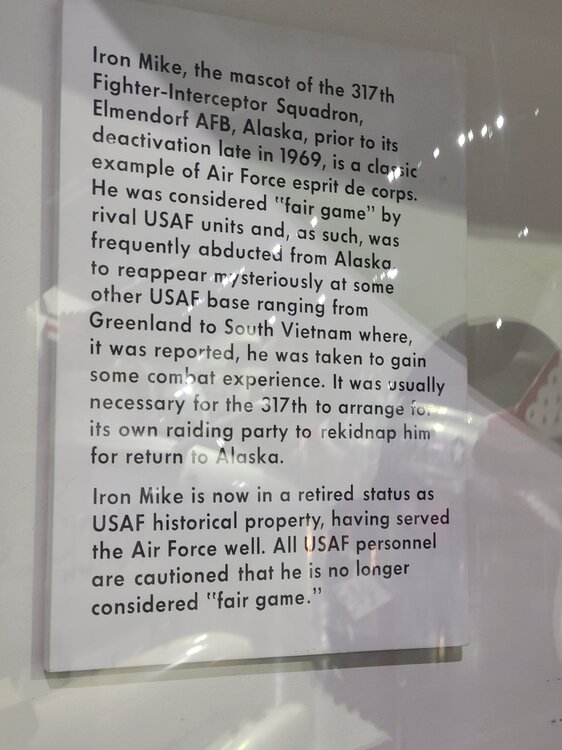 Iron Mike, the mascot of the 317th
Fighter-Interceptor Squadron,
Elmendorf AFB, Alaska, prior to its
deactivation late in 1969, is a classic
example of Air Force esprit de corps.
He was considered "fair game" by
rival USAF units and, as such, was
frequently abducted from Alaska
to reappear mysteriously at some
other USAF base ranging from
Greenland to South Vietnam where,
it was reported, he was taken to gain
some combat experience. It was usually
necessary for the 317th to arrange for
its own raiding party to rekidnap him
for return to Alaska.
Iron Mike is now in a retired status as
USAF historical property, having served
the Air Force well. All USAF personnel
are cautioned that he is no longer
considered "fair game."